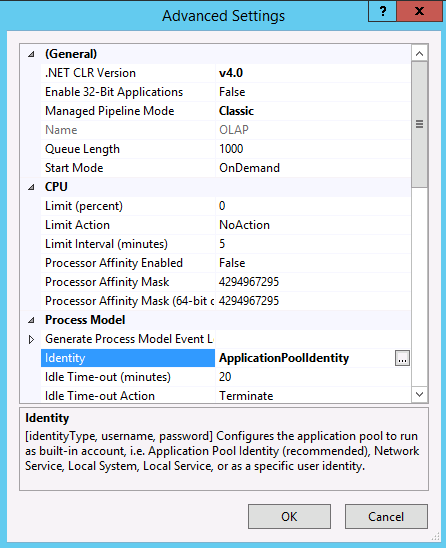 Advanced Settings
?
(General)
.NET CLR Version v4.0
Enable 32-Bit Applications False
Managed Pipeline Mode Classic
Name OLAP
Queue Length 1000
Start Mode OnDemand
CPU
Limit (percent) 0
Limit Action NoAction
Limit Interval (minutes) 5
Processor Affinity Enabled False
Processor Affinity Mask 4294967295
Processor Affinity Mask (64-bit c 4294967295
Process Model
Generate Process Model Event L
Identity ApplicationPoolIdentity ...
Idle Time-out (minutes) 20
Idle Time-out Action Terminate
Identity
[identityType, username, password] Configures the application pool to run
as built-in account, i.e. Application Pool Identity (recommended), Network
Service, Local System, Local Service, or as a specific user identity.
OK Cancel